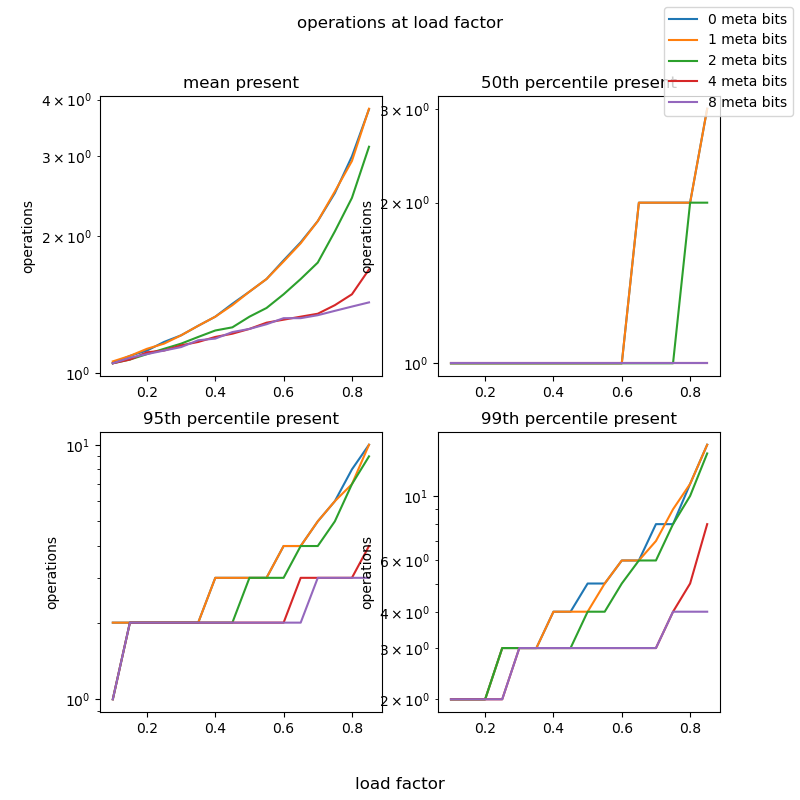 operations at load factor
0 meta bits
1 meta bits
2 meta bits
4 meta bits
8 meta bits
mean present
4 × 10⁰
3 × 10⁰
2 × 10⁰
10⁰
operations
0.2 0.4 0.6 0.8
50th percentile present
3 × 10⁰
2 × 10⁰
10⁰
operations
0.2 0.4 0.6 0.8
95th percentile present
10¹
10⁰
operations
0.2 0.4 0.6 0.8
99th percentile present
10¹
6 × 10⁰
4 × 10⁰
3 × 10⁰
2 × 10⁰
operations
0.2 0.4 0.6 0.8
load factor